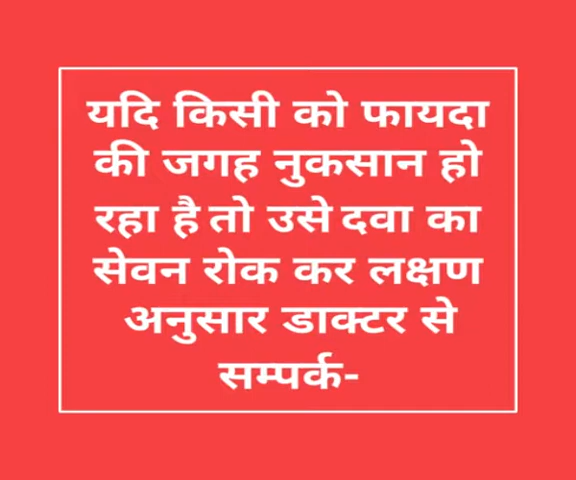 यदि किसी को फायदा
की जगह नुकसान हो
रहा है तो उसे दवा का
सेवन रोक कर लक्षण
अनुसार डाक्टर से
सम्पर्क-